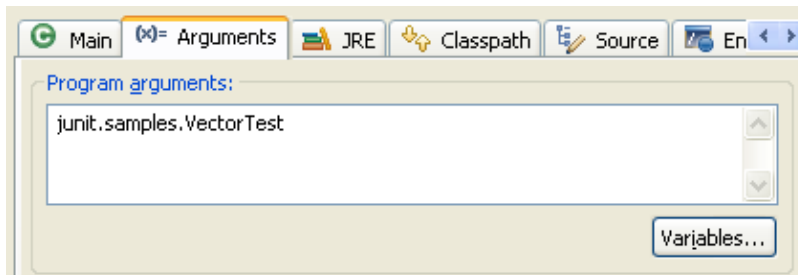 Main (x)= Arguments JRE Classpath Source En
Program arguments:
junit.samples.VectorTest
Variables...